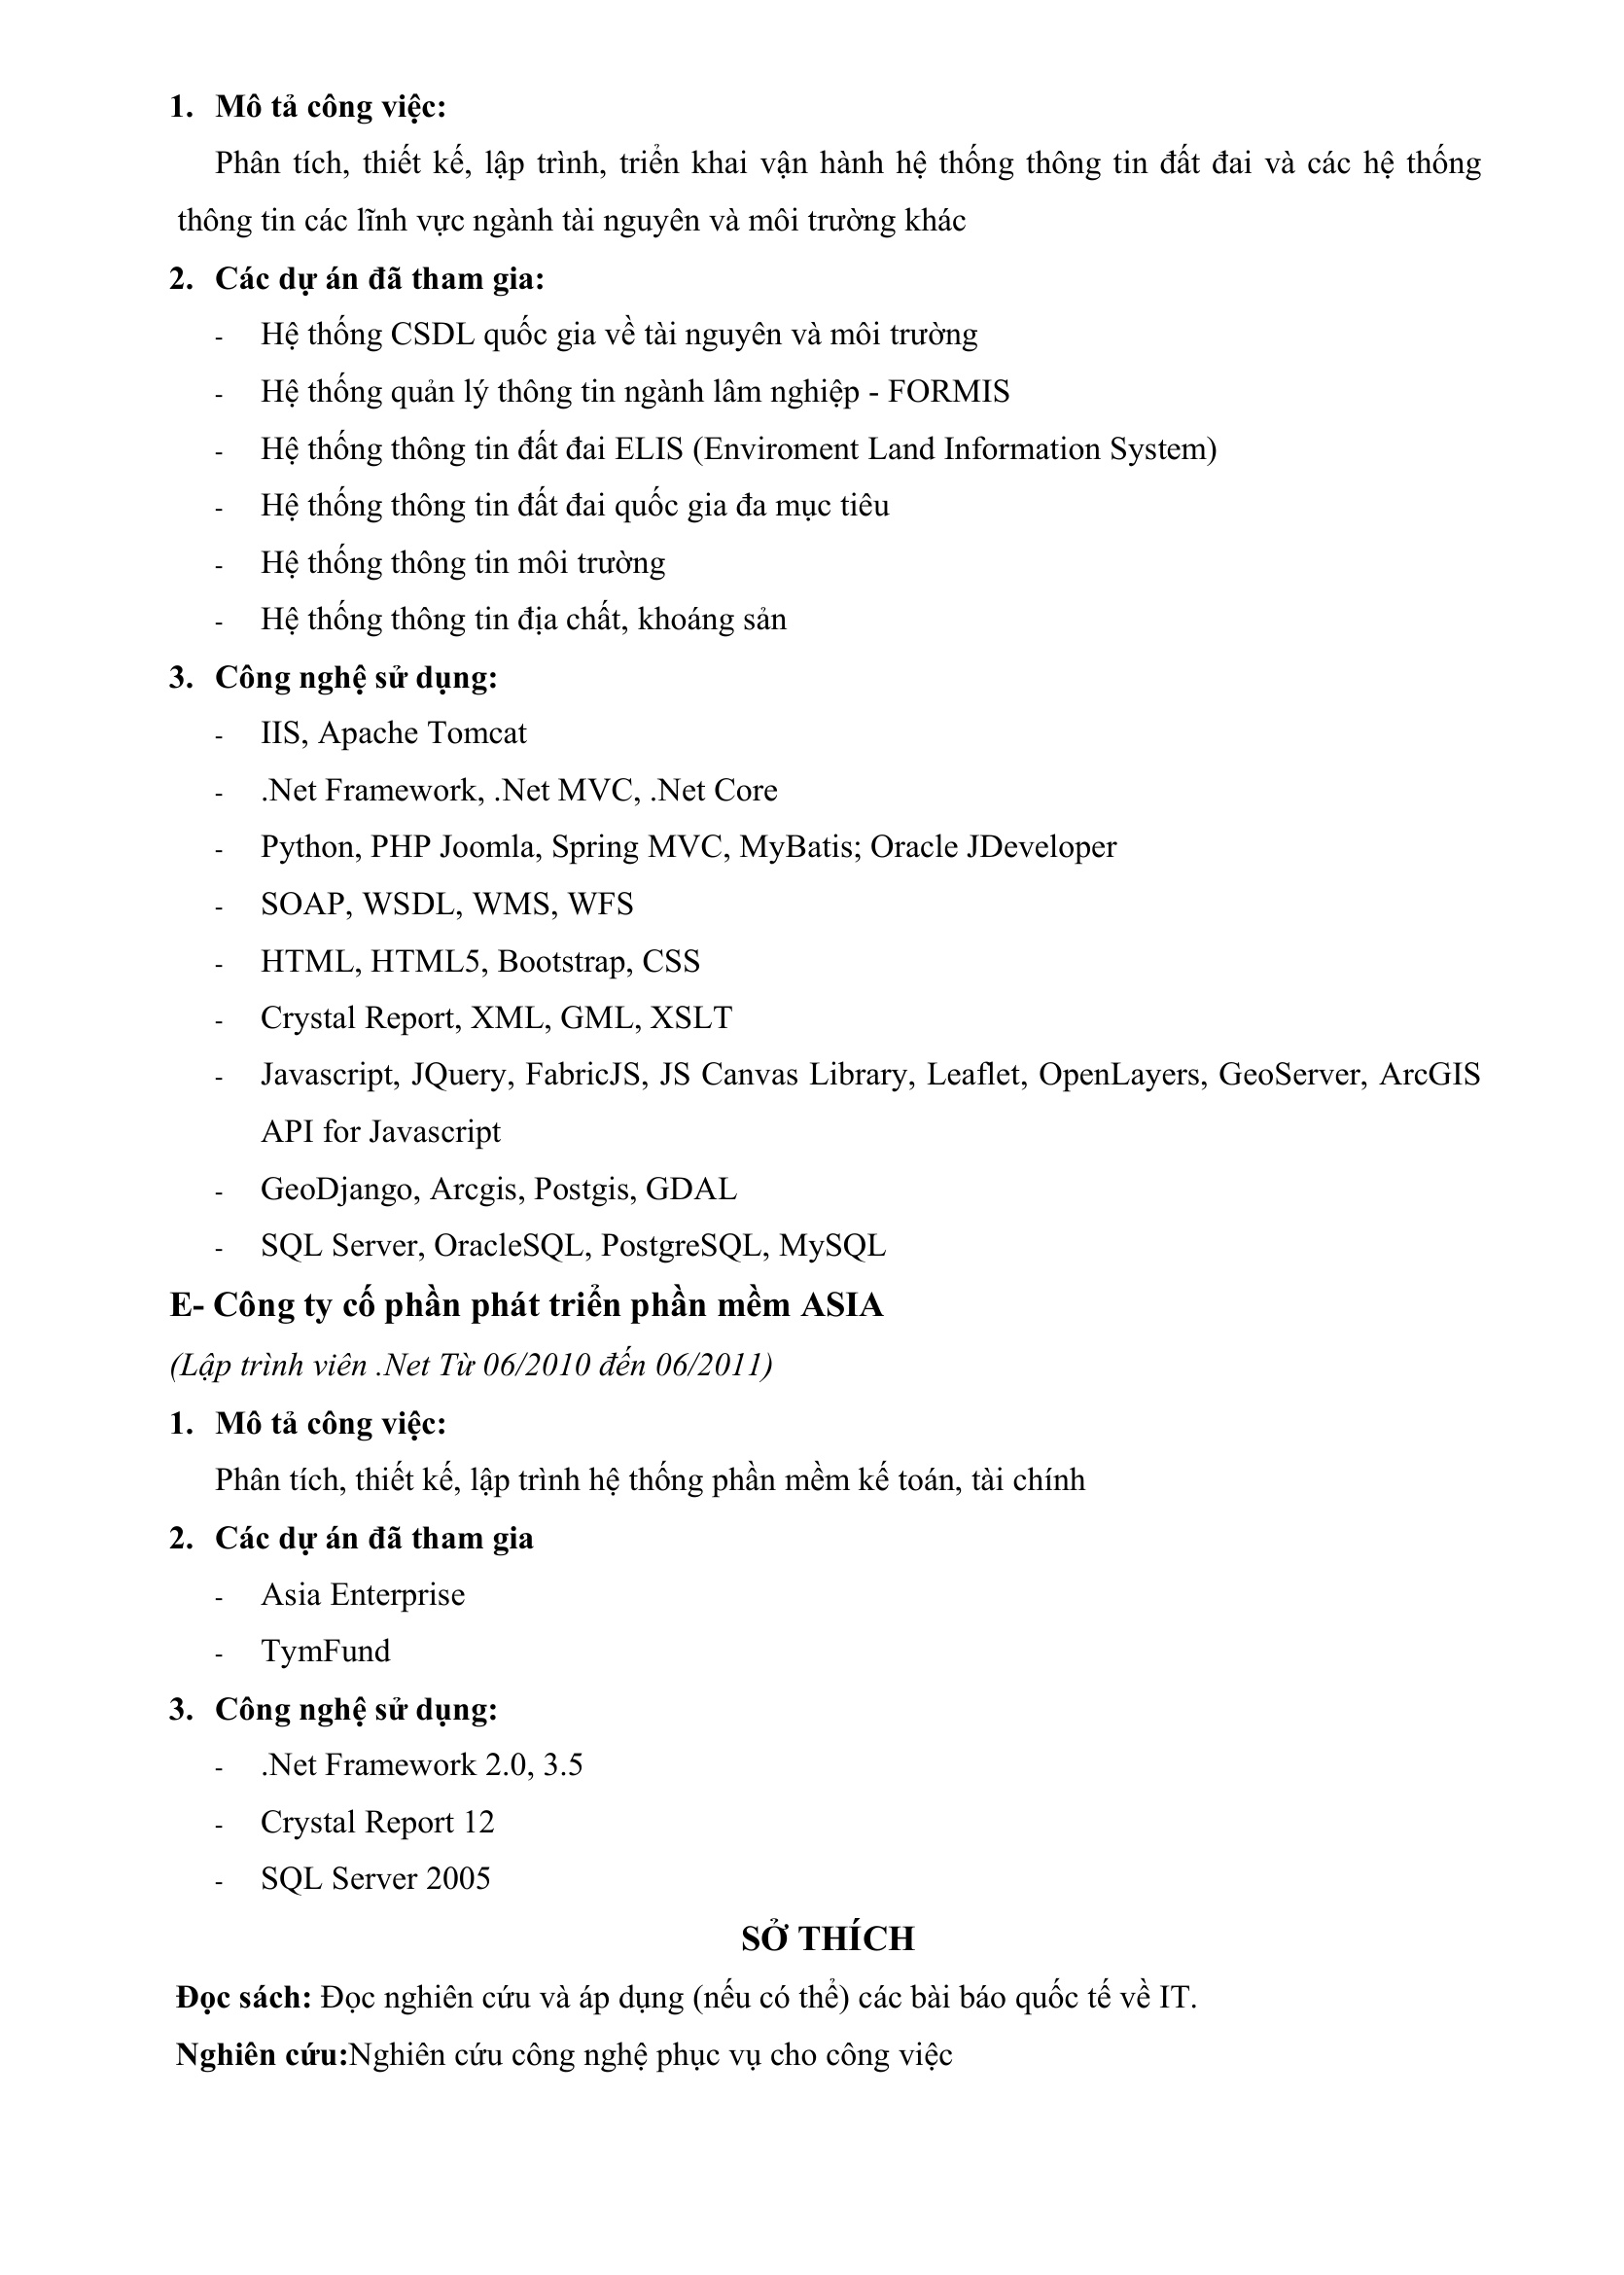 1. Mô tả công việc:
Phân tích, thiết kế, lập trình, triển khai vận hành hệ thống thông tin đất đai và các hệ thống
thông tin các lĩnh vực ngành tài nguyên và môi trường khác
2. Các dự án đã tham gia:
- Hệ thống CSDL quốc gia về tài nguyên và môi trường
- Hệ thống quản lý thông tin ngành lâm nghiệp - FORMIS
- Hệ thống thông tin đất đai ELIS (Enviroment Land Information System)
- Hệ thống thông tin đất đai quốc gia đa mục tiêu
- Hệ thống thông tin môi trường
- Hệ thống thông tin địa chất, khoáng sản
3. Công nghệ sử dụng:
- IIS, Apache Tomcat
- .Net Framework, .Net MVC, .Net Core
- Python, PHP Joomla, Spring MVC, MyBatis; Oracle JDeveloper
- SOAP, WSDL, WMS, WFS
- HTML, HTML5, Bootstrap, CSS
- Crystal Report, XML, GML, XSLT
- Javascript, JQuery, FabricJS, JS Canvas Library, Leaflet, OpenLayers, GeoServer, ArcGIS
API for Javascript
- GeoDjango, Arcgis, Postgis, GDAL
- SQL Server, OracleSQL, PostgreSQL, MySQL
E- Công ty cố phần phát triển phần mềm ASIA
(Lập trình viên .Net Từ 06/2010 đến 06/2011)
1. Mô tả công việc:
Phân tích, thiết kế, lập trình hệ thống phần mềm kế toán, tài chính
2. Các dự án đã tham gia
- Asia Enterprise
- TymFund
3. Công nghệ sử dụng:
- .Net Framework 2.0, 3.5
- Crystal Report 12
- SQL Server 2005
SỞ THÍCH
Đọc sách: Đọc nghiên cứu và áp dụng (nếu có thể) các bài báo quốc tế về IT.
Nghiên cứu:Nghiên cứu công nghệ phục vụ cho công việc